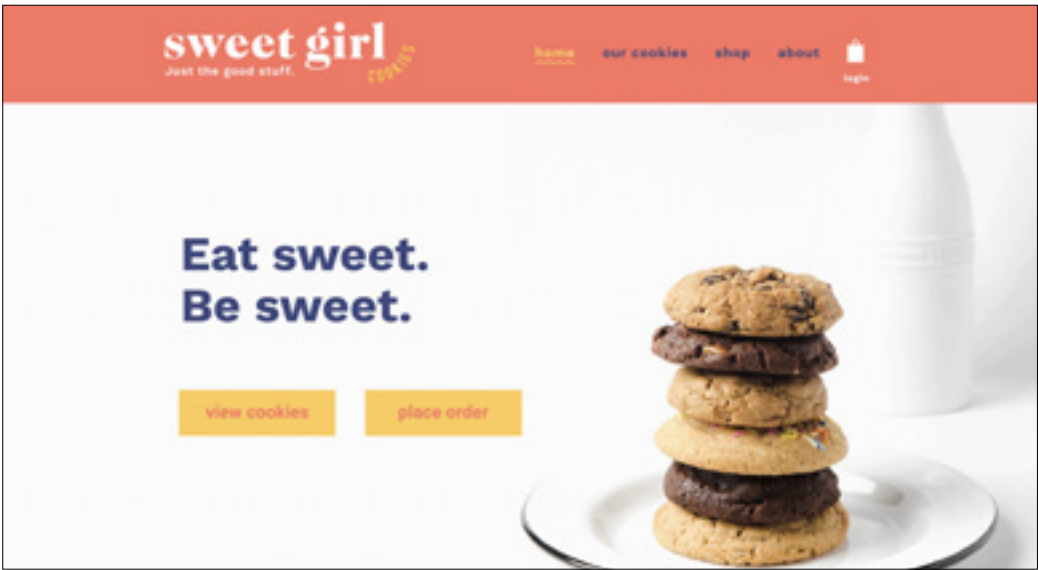 sweet girl
Just the good stuff.
COOKIES
home our cookies shop about
login
Eat sweet.
Be sweet.
view cookies place order